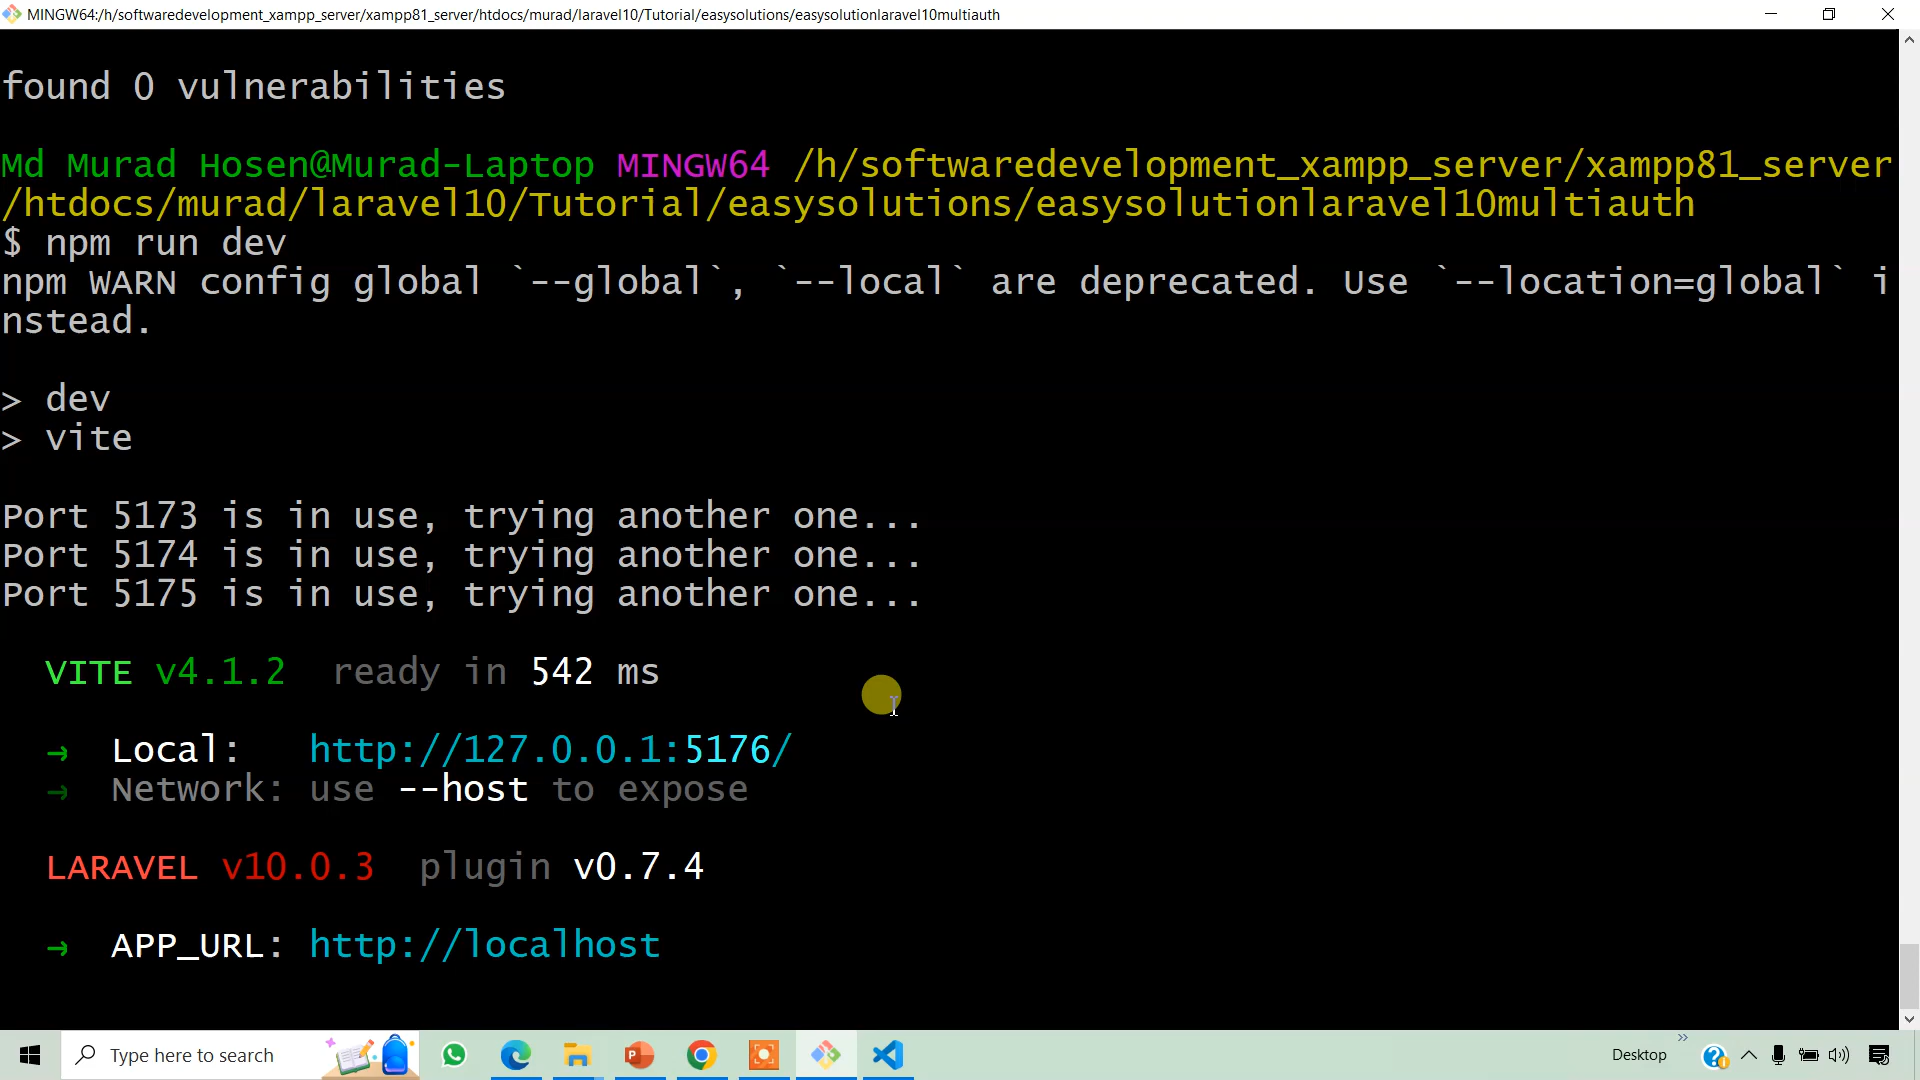 MINGW64:/h/softwaredevelopment_xampp_server/xampp81_server/htdocs/murad/laravel10/Tutorial/easysolutions/easysolutionlaravel10multiauth
found 0 vulnerabilities
Md Murad Hosen@Murad-Laptop MINGW64 /h/softwaredevelopment_xampp_server/xampp81_server
/htdocs/murad/laravel10/Tutorial/easysolutions/easysolutionlaravel10multiauth
$ npm run dev
npm WARN config global `--global`, `--local` are deprecated. Use `--location=global` i
nstead.
> dev
> vite
Port 5173 is in use, trying another one...
Port 5174 is in use, trying another one...
Port 5175 is in use, trying another one...
VITE v4.1.2  ready in 542 ms
→  Local:   http://127.0.0.1:5176/
→  Network: use --host to expose
LARAVEL v10.0.3  plugin v0.7.4
→  APP_URL: http://localhost
Type here to search
Desktop